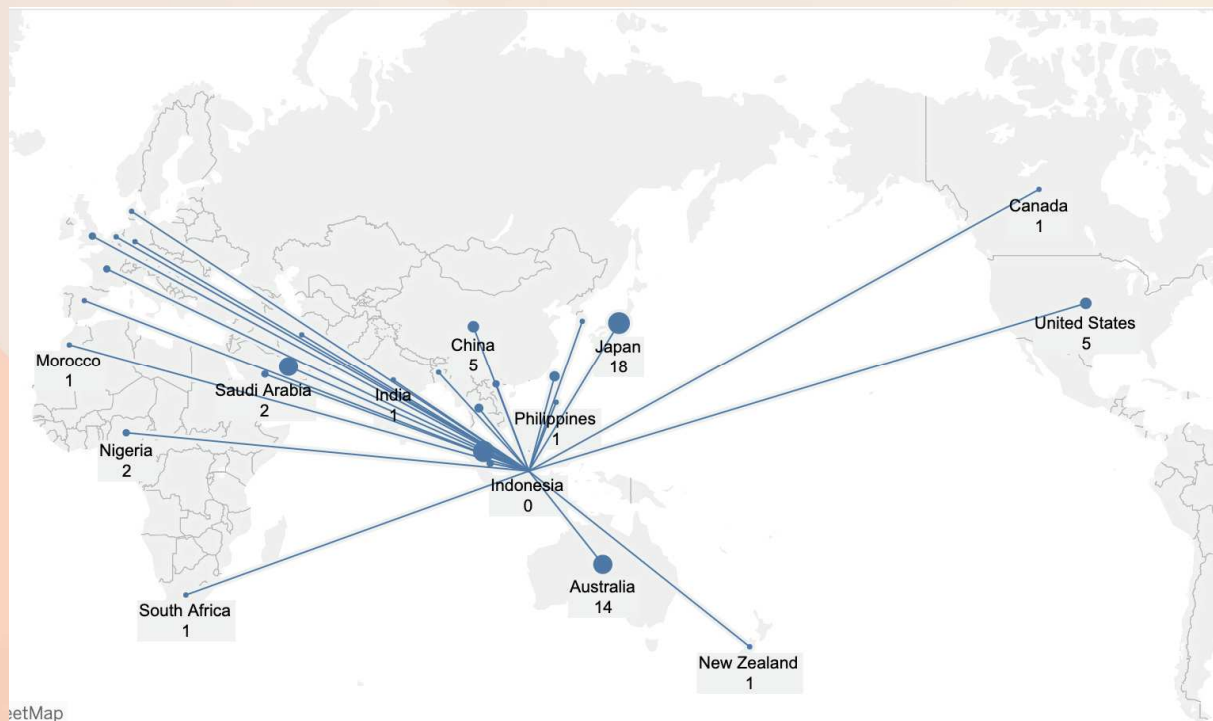 Canada
1
United States
5
China
5
Japan
18
Morocco
1
Saudi Arabia
2
India
1
Philippines
1
Nigeria
2
Indonesia
0
Australia
14
South Africa
1
New Zealand
1
eetMap